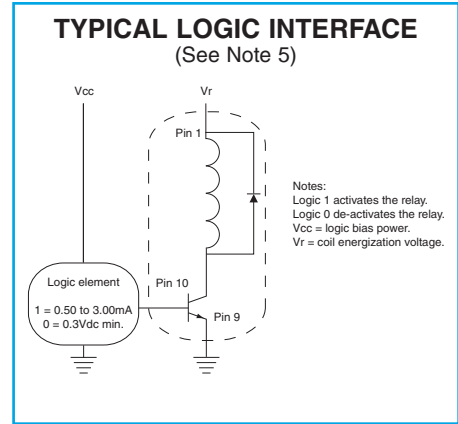 TYPICAL LOGIC INTERFACE
(See Note 5)
Vcc
Vr
Pin 1
Notes:
Logic 1 activates the relay.
Logic 0 de-activates the relay.
Vcc = logic bias power.
Vr = coil energization voltage.
Logic element
1 = 0.50 to 3.00mA
0 = 0.3Vdc min.
Pin 10
Pin 9